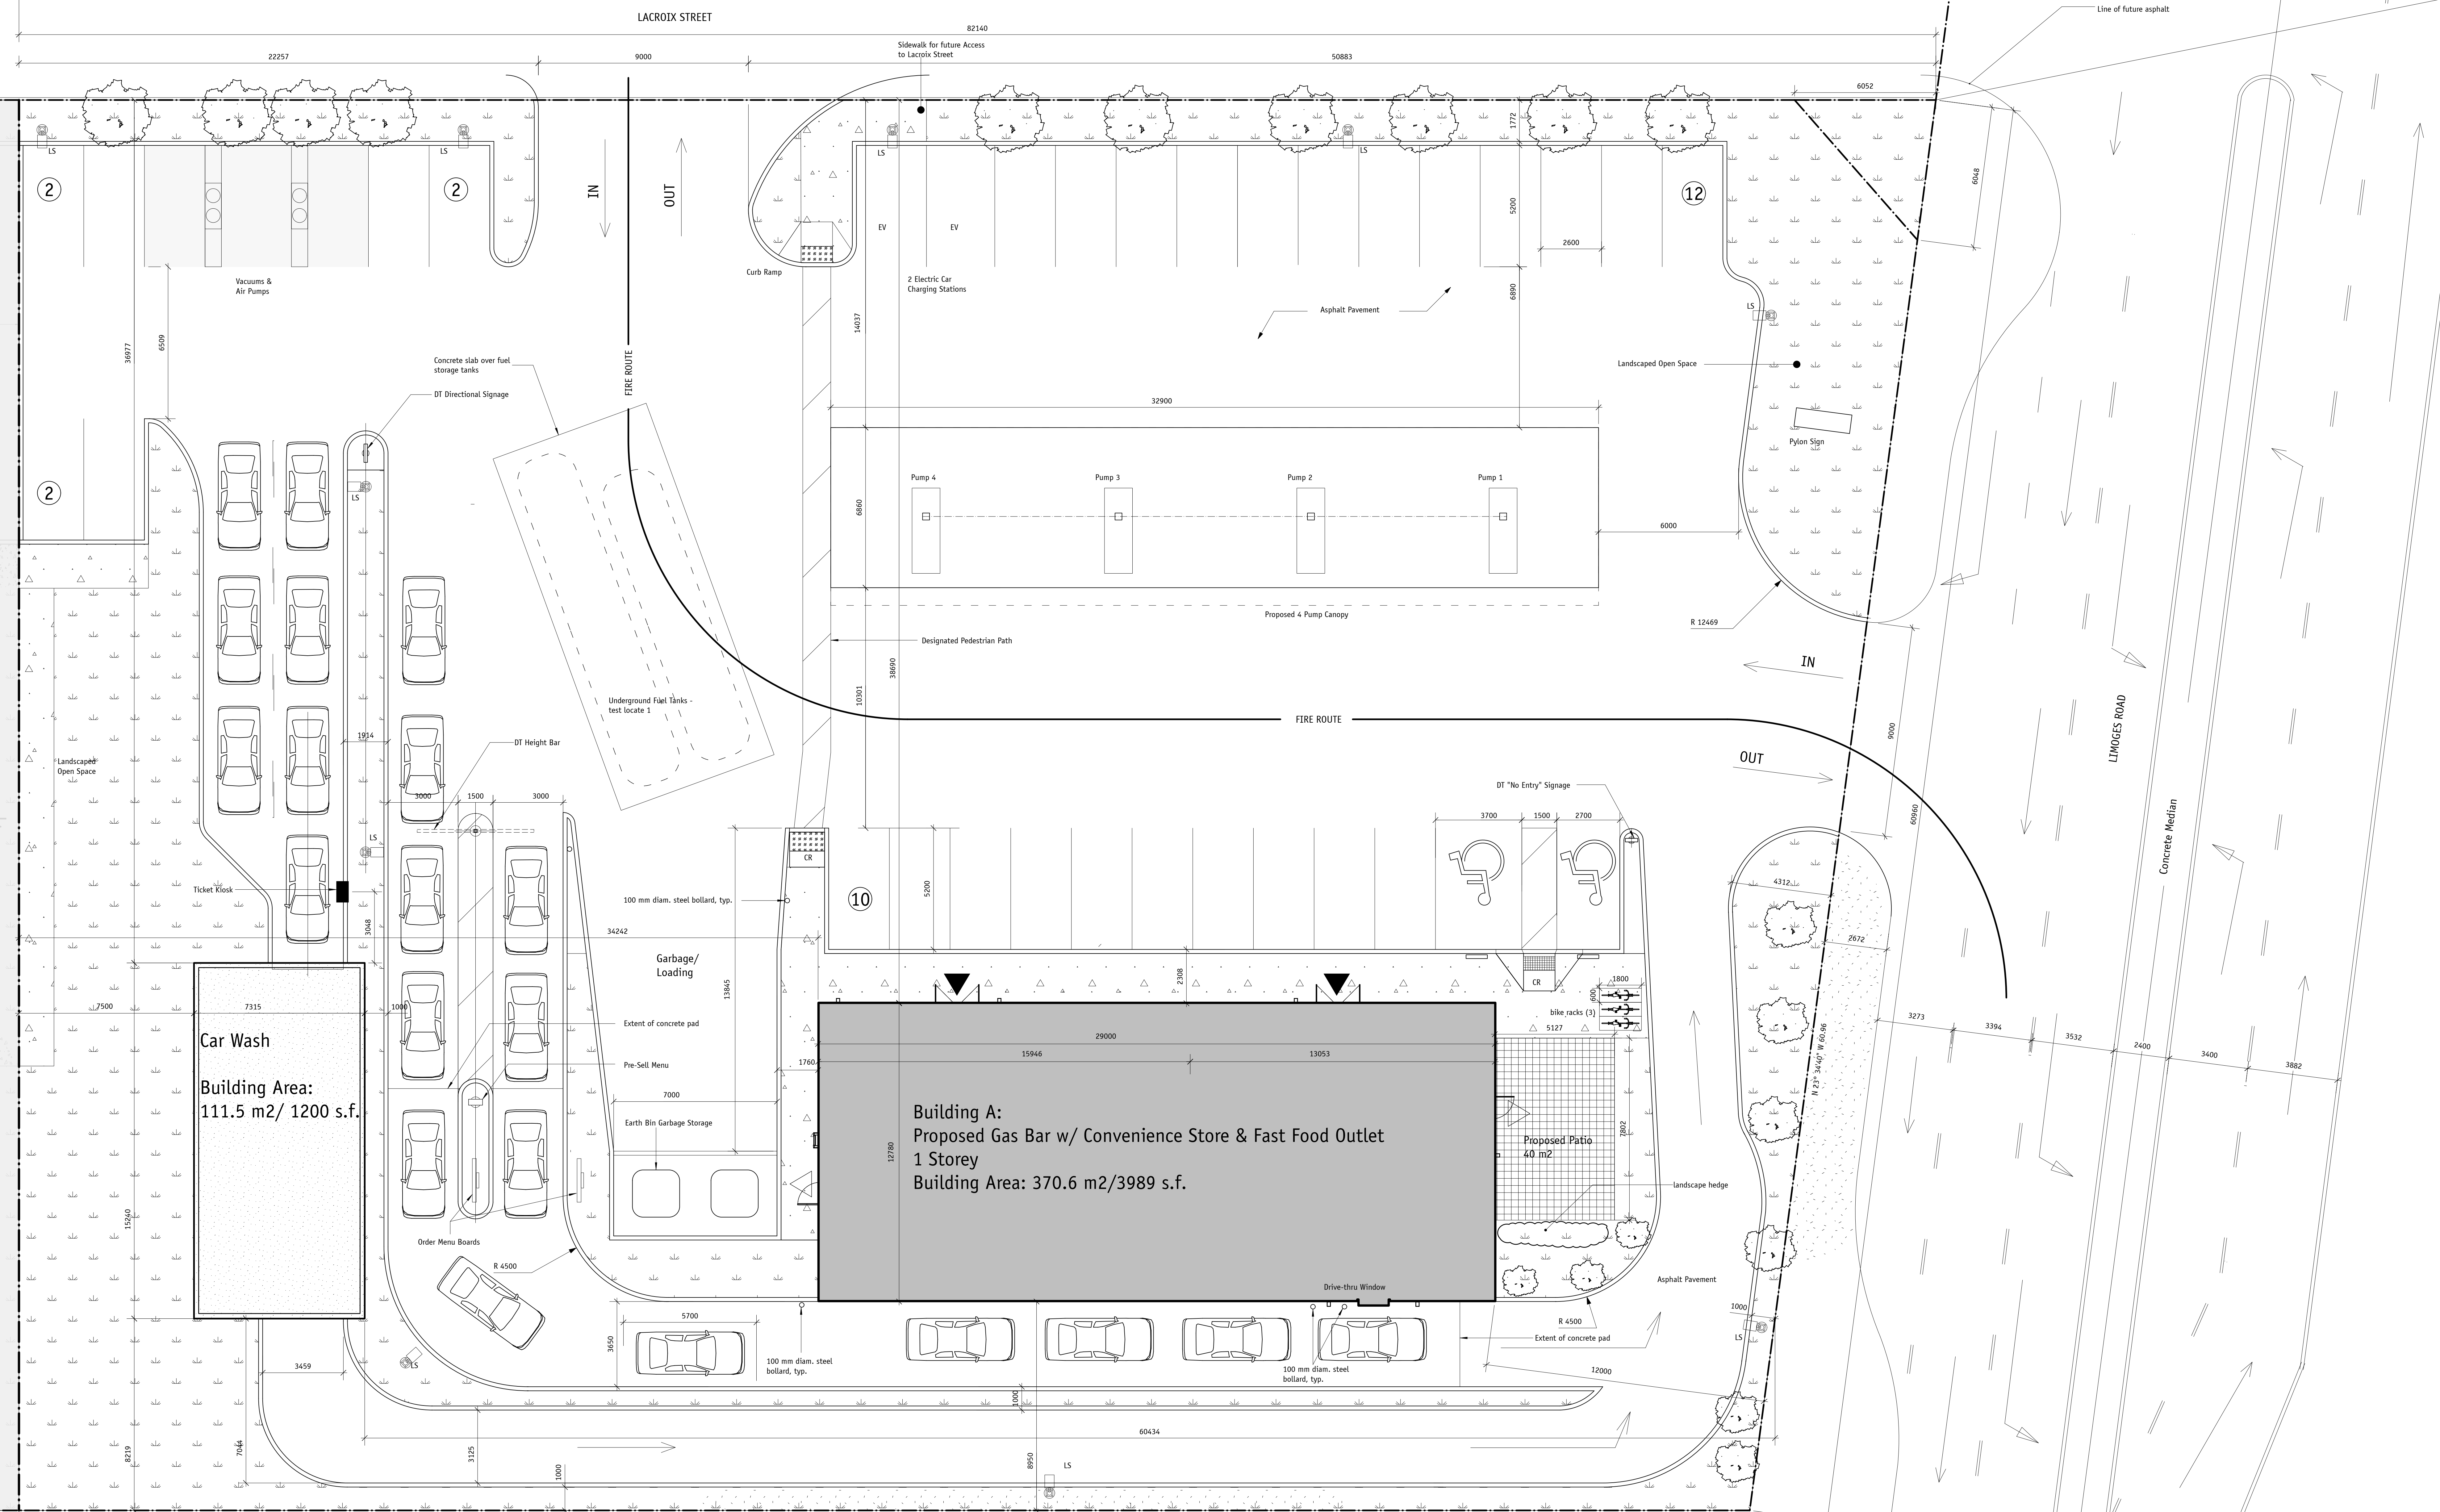 LACROIX STREET
Line of future asphalt
82140
Sidewalk for future Access
to Lacroix Street
22257
9000
50883
6052
LS
LS
LS
LS
1772
2
2
IN
OUT
12
6048
5200
EV
EV
2600
Curb Ramp
Vacuums &
Air Pumps
2 Electric Car
Charging Stations
6890
LS
Asphalt Pavement
14037
36977
6509
FIRE ROUTE
Concrete slab over fuel
storage tanks
Landscaped Open Space
DT Directional Signage
32900
Pylon Sign
Pump 4
Pump 3
Pump 2
Pump 1
2
LS
6860
6000
Proposed 4 Pump Canopy
R 12469
Designated Pedestrian Path
38690
10301
IN
Underground Fuel Tanks -
test locate 1
FIRE ROUTE
LIMOGES ROAD
9000
1914
DT Height Bar
Landscaped
Open Space
OUT
DT "No Entry" Signage
3000
1500
3000
3700
1500
2700
60960
LS
CR
Concrete Median
Ticket Kiosk
100 mm diam. steel bollard, typ.
10
5200
4312
3048
34242
2672
Garbage/
Loading
13845
2308
CR
1800
600
7500
7315
1000
bike racks (3)
3273
3394
3532
2400
3400
3882
Extent of concrete pad
5127
N 23° 34'40" W 60.96
Car Wash
29000
15946
13053
1760
Pre-Sell Menu
Building Area:
111.5 m2/ 1200 s.f.
7000
Earth Bin Garbage Storage
12780
Building A:
Proposed Gas Bar w/ Convenience Store & Fast Food Outlet
1 Storey
Building Area: 370.6 m2/3989 s.f.
Proposed Patio
40 m2
7802
landscape hedge
15240
Order Menu Boards
R 4500
Drive-thru Window
Asphalt Pavement
1000
5700
R 4500
3650
Extent of concrete pad
LS
3459
LS
100 mm diam. steel
bollard, typ.
100 mm diam. steel
bollard, typ.
12000
1000
60434
8219
7044
3125
8950
LS
1000